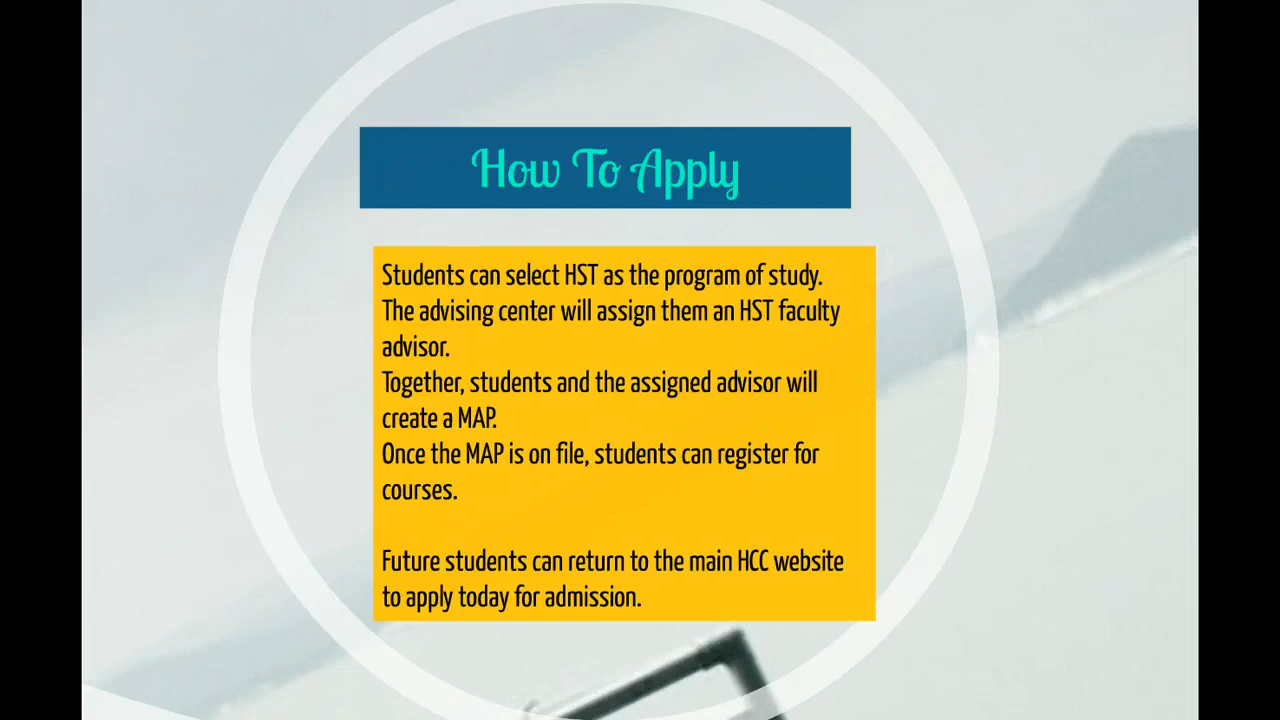 How To Apply
Students can select HST as the program of study.
The advising center will assign them an HST faculty
advisor.
Together, students and the assigned advisor will
create a MAP.
Once the MAP is on file, students can register for
courses.
Future students can return to the main HCC website
to apply today for admission.